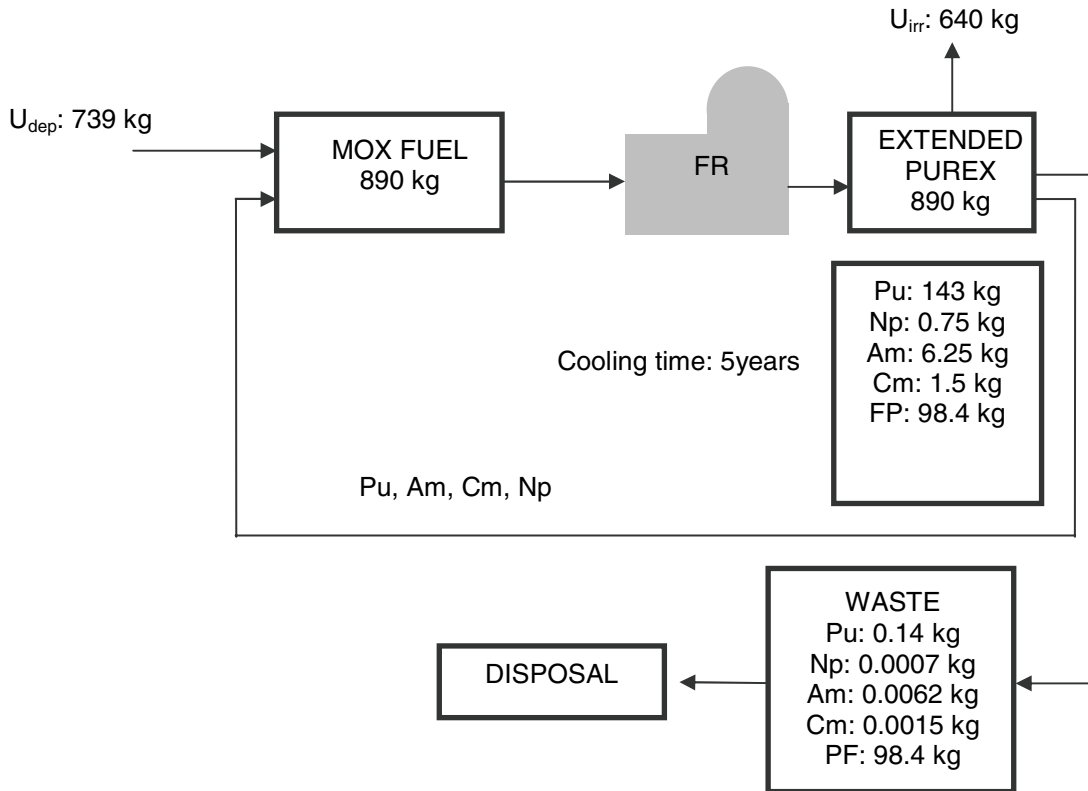 U_irr: 640 kg
U_dep: 739 kg
MOX FUEL
890 kg
FR
EXTENDED
PUREX
890 kg
Pu: 143 kg
Np: 0.75 kg
Am: 6.25 kg
Cm: 1.5 kg
FP: 98.4 kg
Cooling time: 5years
Pu, Am, Cm, Np
WASTE
Pu: 0.14 kg
Np: 0.0007 kg
Am: 0.0062 kg
Cm: 0.0015 kg
PF: 98.4 kg
DISPOSAL